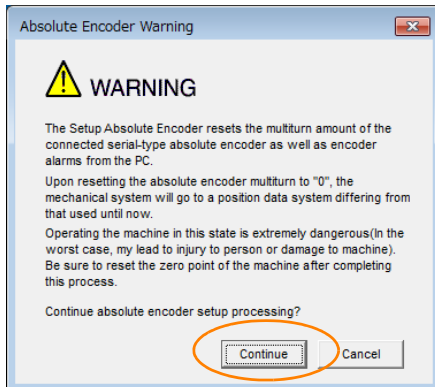 Absolute Encoder Warning
WARNING
The Setup Absolute Encoder resets the multiturn amount of the
connected serial-type absolute encoder as well as encoder
alarms from the PC.
Upon resetting the absolute encoder multiturn to "0", the
mechanical system will go to a position data system differing from
that used until now.
Operating the machine in this state is extremely dangerous(In the
worst case, my lead to injury to person or damage to machine).
Be sure to reset the zero point of the machine after completing
this process.
Continue absolute encoder setup processing?
Continue
Cancel